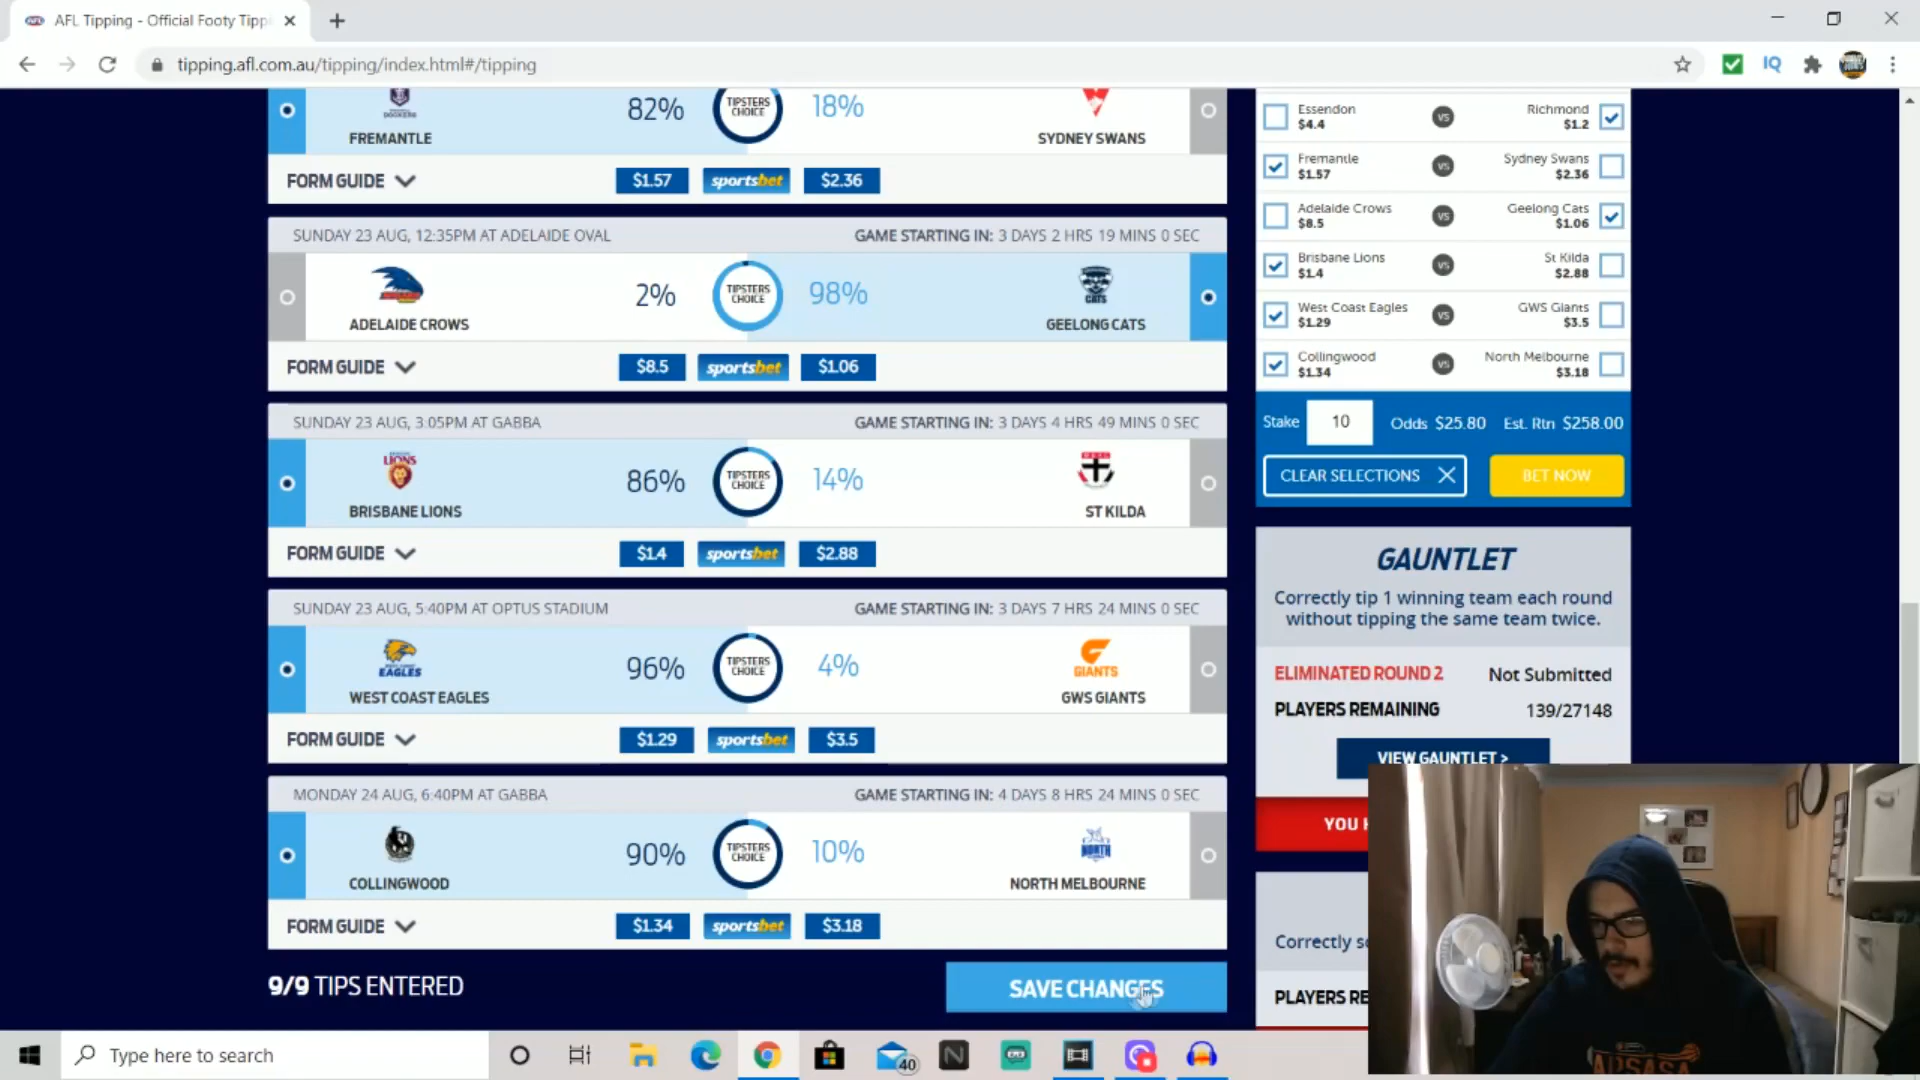 AFL Tipping - Official Footy Tippi
tipping.afl.com.au/tipping/index.html#/tipping
IQ
FREMANTLE
82%
TIPSTERS CHOICE
18%
SYDNEY SWANS
FORM GUIDE
$1.57
sportsbet
$2.36
SUNDAY 23 AUG, 12:35PM AT ADELAIDE OVAL
GAME STARTING IN: 3 DAYS 2 HRS 19 MINS 0 SEC
2%
TIPSTERS CHOICE
98%
CATS
ADELAIDE CROWS
GEELONG CATS
FORM GUIDE
$8.5
sportsbet
$1.06
SUNDAY 23 AUG, 3:05PM AT GABBA
GAME STARTING IN: 3 DAYS 4 HRS 49 MINS 0 SEC
LIONS
86%
TIPSTERS CHOICE
14%
BRISBANE LIONS
ST KILDA
FORM GUIDE
$1.4
sportsbet
$2.88
SUNDAY 23 AUG, 5:40PM AT OPTUS STADIUM
GAME STARTING IN: 3 DAYS 7 HRS 24 MINS 0 SEC
EAGLES
96%
TIPSTERS CHOICE
4%
GIANTS
WEST COAST EAGLES
GWS GIANTS
FORM GUIDE
$1.29
sportsbet
$3.5
MONDAY 24 AUG, 6:40PM AT GABBA
GAME STARTING IN: 4 DAYS 8 HRS 24 MINS 0 SEC
90%
TIPSTERS CHOICE
10%
NORTH
COLLINGWOOD
NORTH MELBOURNE
FORM GUIDE
$1.34
sportsbet
$3.18
9/9 TIPS ENTERED
SAVE CHANGES
Essendon
$4.4
VS
Richmond
$1.2
Fremantle
$1.57
VS
Sydney Swans
$2.36
Adelaide Crows
$8.5
VS
Geelong Cats
$1.06
Brisbane Lions
$1.4
VS
St Kilda
$2.88
West Coast Eagles
$1.29
VS
GWS Giants
$3.5
Collingwood
$1.34
VS
North Melbourne
$3.18
Stake 10 Odds $25.80 Est. Rtn $258.00
CLEAR SELECTIONS
BET NOW
GAUNTLET
Correctly tip 1 winning team each round
without tipping the same team twice.
ELIMINATED ROUND 2 Not Submitted
PLAYERS REMAINING 139/27148
VIEW GAUNTLET >
YOU
Correctly
PLAYERS RE
Type here to search
40
N